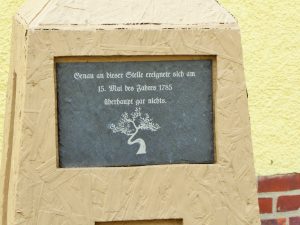 Genau an dieser Stelle ereignete sich am
15. Mai des Jahres 1785
überhaupt gar nichts.